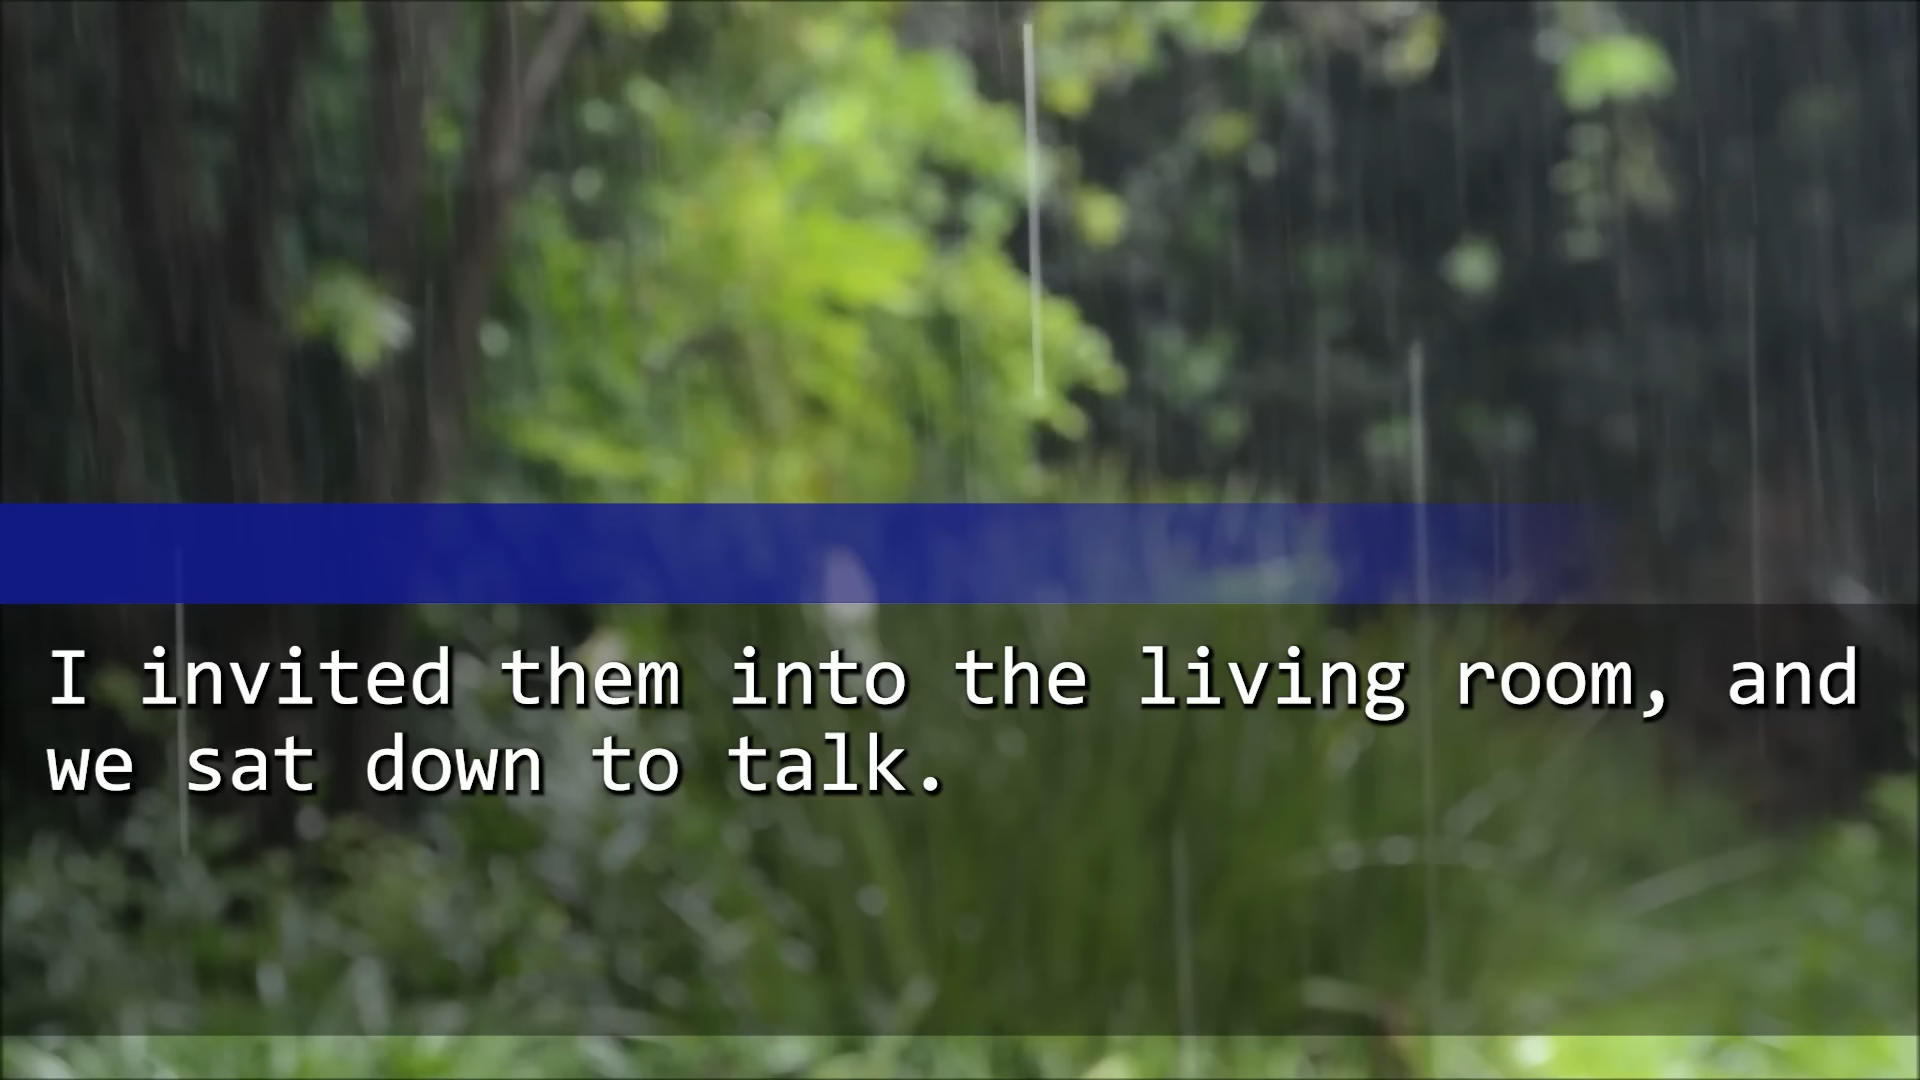 I invited them into the living room, and
we sat down to talk.